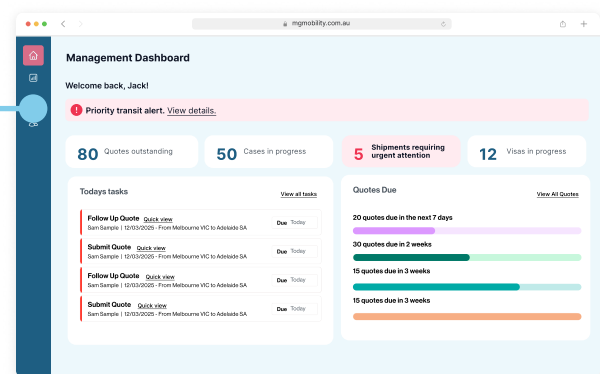 mgmobility.com.au
Management Dashboard
Welcome back, Jack!
Priority transit alert. View details.
80 Quotes outstanding
50 Cases in progress
5 Shipments requiring
urgent attention
12 Visas in progress
Todays tasks
View all tasks
Follow Up Quote Quick view
Sam Sample | 12/03/2025 - From Melbourne VIC to Adelaide SA
Due Today
Submit Quote Quick view
Sam Sample | 12/03/2025 - From Melbourne VIC to Adelaide SA
Due Today
Follow Up Quote Quick view
Sam Sample | 12/03/2025 - From Melbourne VIC to Adelaide SA
Due Today
Submit Quote Quick view
Sam Sample | 12/03/2025 - From Melbourne VIC to Adelaide SA
Due Today
Quotes Due
View All Quotes
20 quotes due in the next 7 days
30 quotes due in 2 weeks
15 quotes due in 3 weeks
15 quotes due in 3 weeks